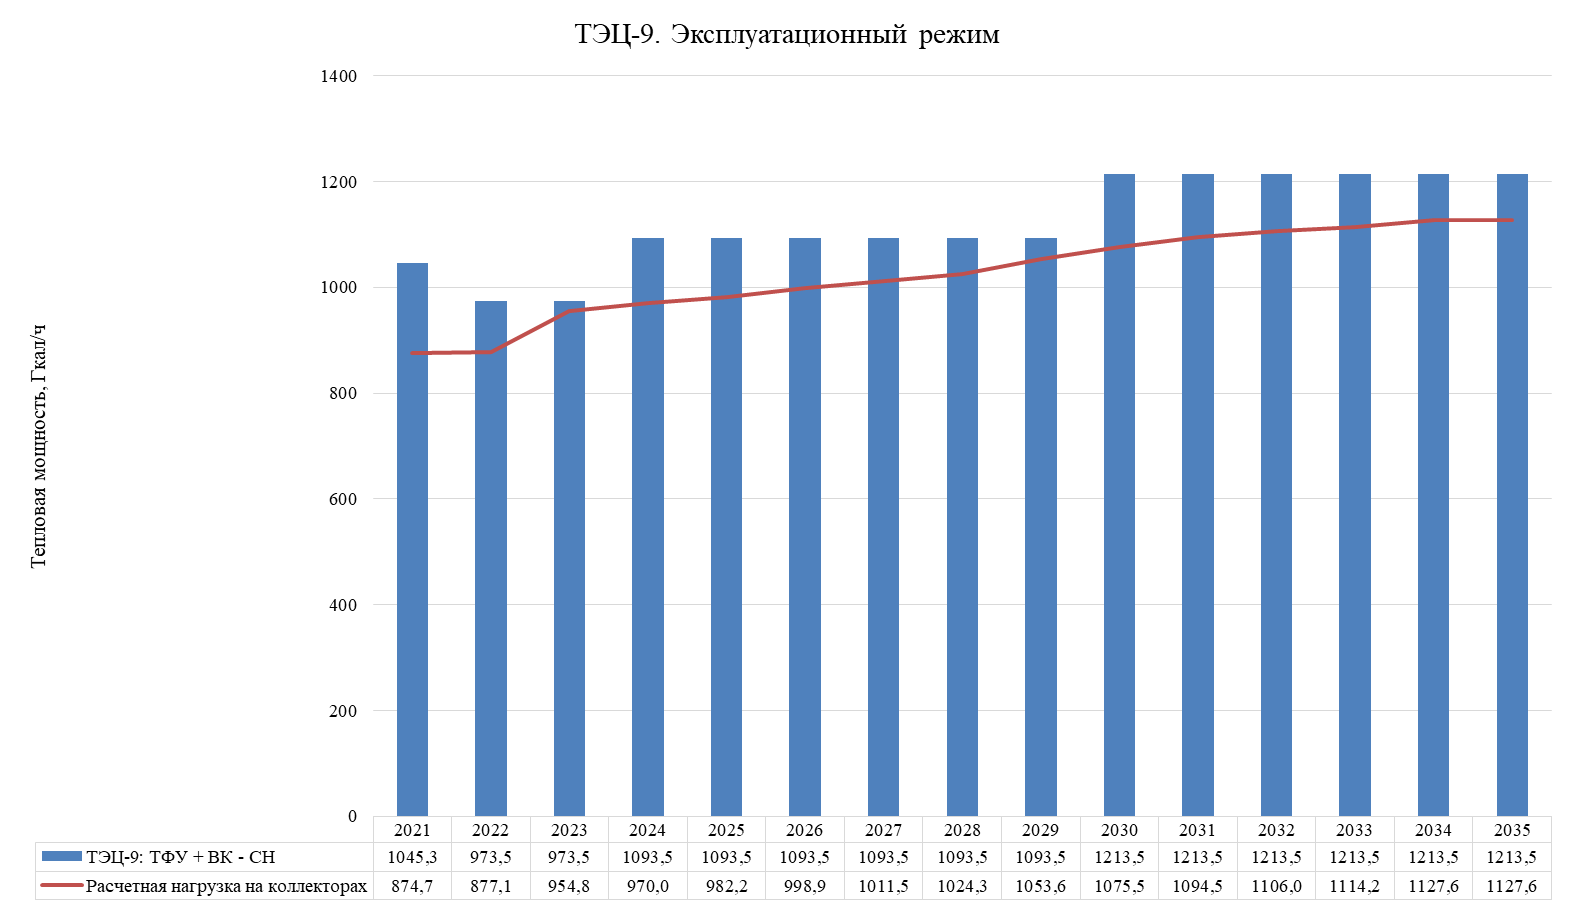 ТЭЦ-9. Эксплуатационный режим
Тепловая мощность, Гкал/ч
1400
1200
1000
800
600
400
200
0
2021 2022 2023 2024 2025 2026 2027 2028 2029 2030 2031 2032 2033 2034 2035
ТЭЦ-9: ТФУ + ВК - СН 1045,3 973,5 973,5 1093,5 1093,5 1093,5 1093,5 1093,5 1093,5 1213,5 1213,5 1213,5 1213,5 1213,5 1213,5
Расчетная нагрузка на коллекторах 874,7 877,1 954,8 970,0 982,2 998,9 1011,5 1024,3 1053,6 1075,5 1094,5 1106,0 1114,2 1127,6 1127,6